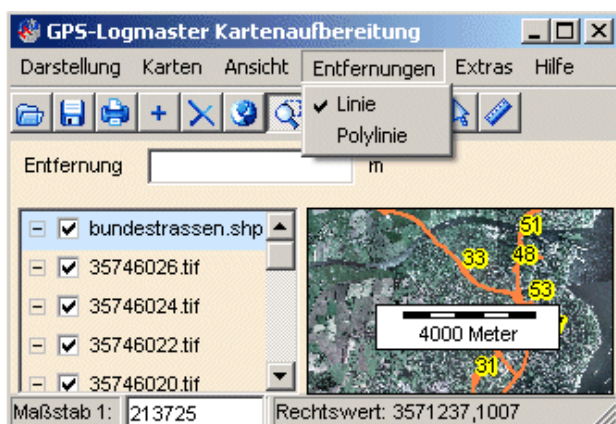 GPS-Logmaster Kartenaufbereitung
Darstellung Karten Ansicht Entfernungen Extras Hilfe
Linie
Polylinie
Entfernung m
bundestrassen.shp
35746026.tif
35746024.tif
35746022.tif
35746020.tif
51
33 48
53
4000 Meter
7
31
Maßstab 1: 213725 Rechtswert: 3571237,1007